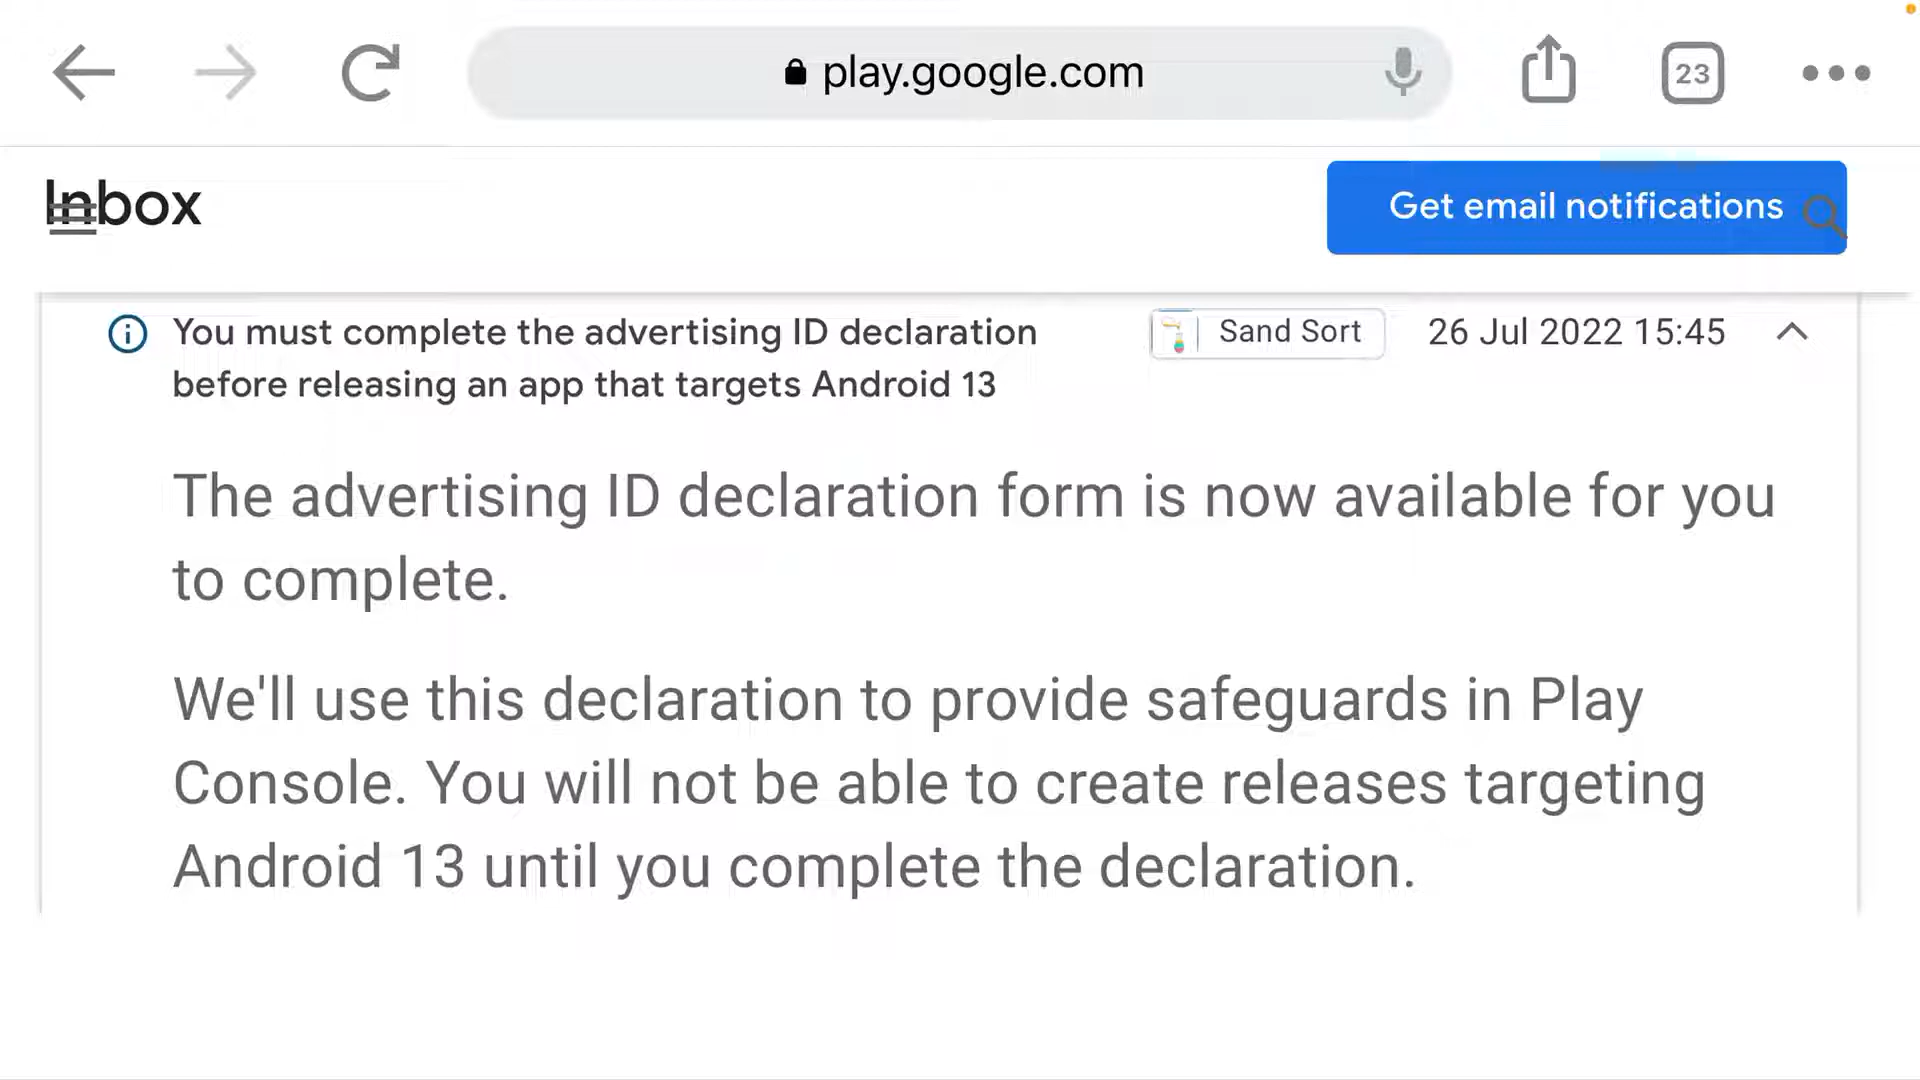 play.google.com
23
Inbox
Get email notifications
You must complete the advertising ID declaration
before releasing an app that targets Android 13
Sand Sort
26 Jul 2022 15:45
The advertising ID declaration form is now available for you
to complete.
We'll use this declaration to provide safeguards in Play
Console. You will not be able to create releases targeting
Android 13 until you complete the declaration.